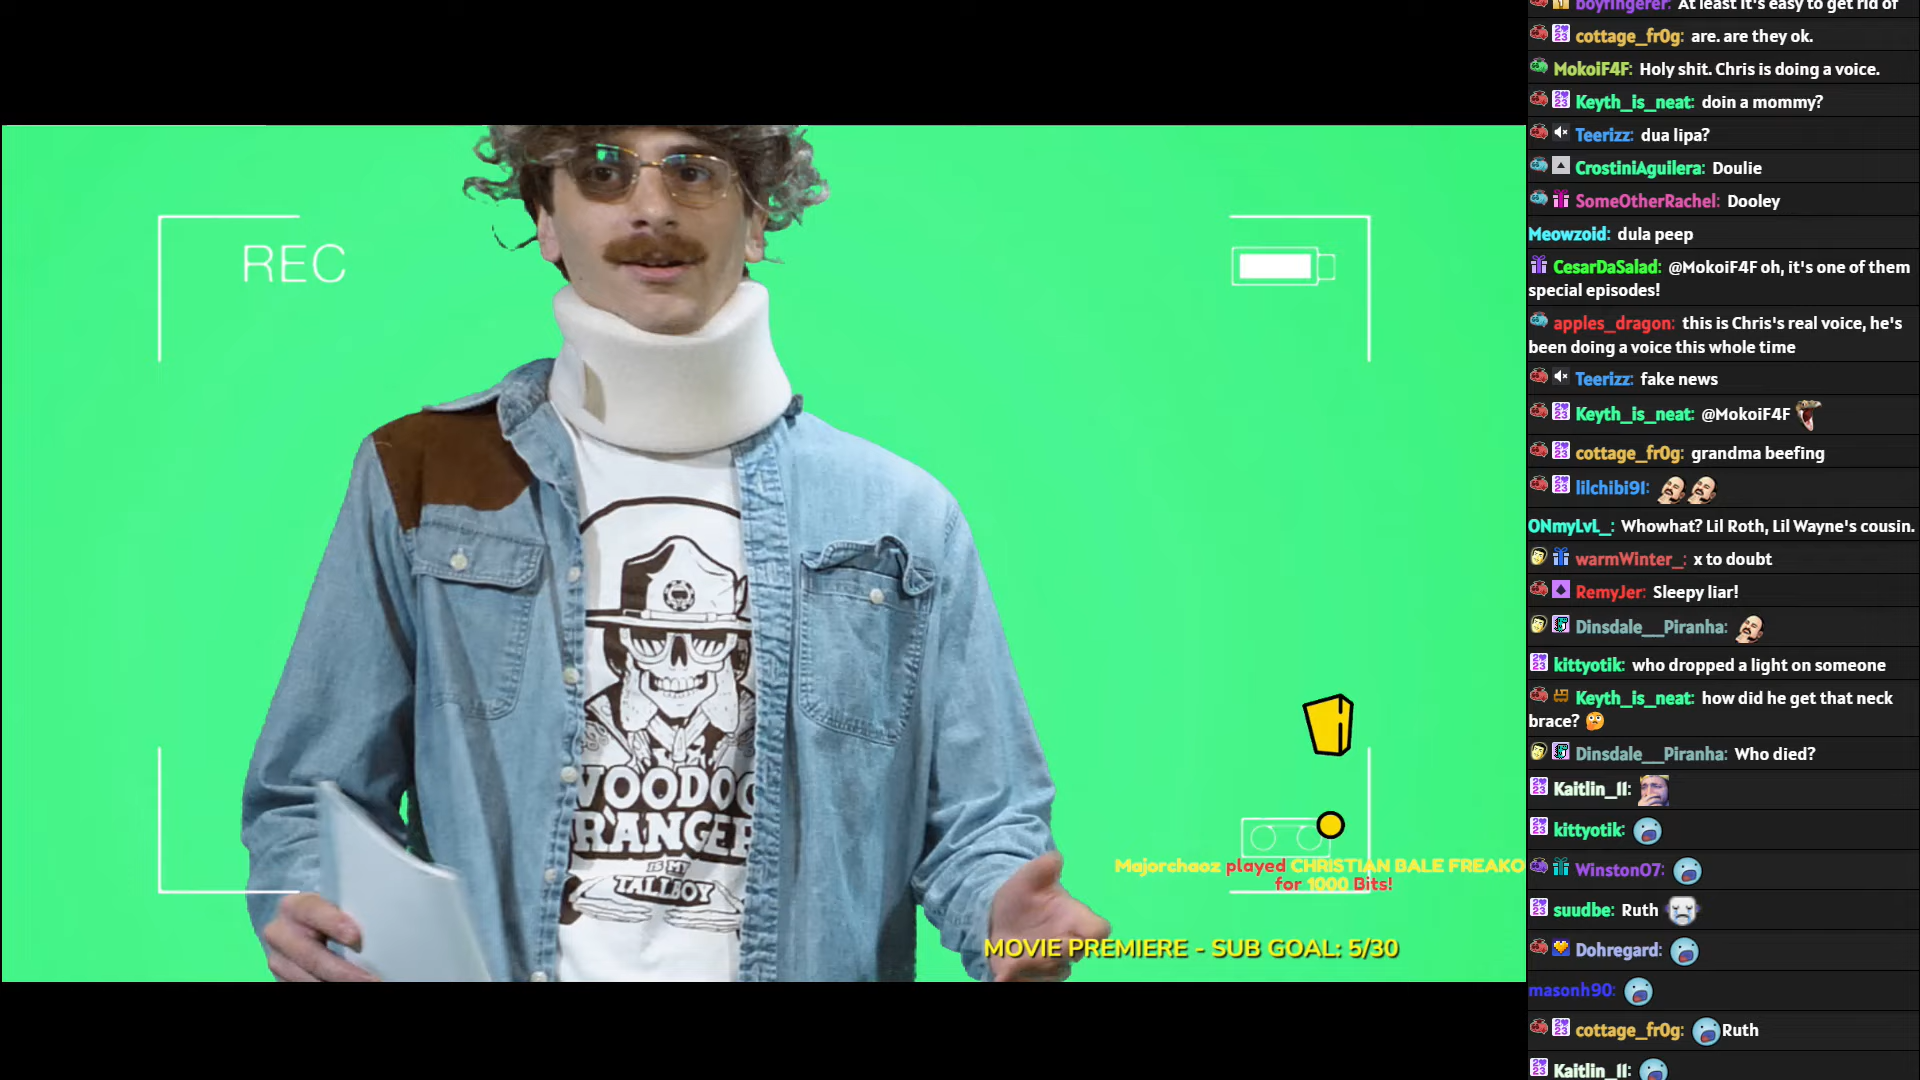 REC
VOODOO
RANGER
IS MY
TALLBOY
Majorchaoz played CHRISTIAN BALE FREAKO
for 1000 Bits!
MOVIE PREMIERE - SUB GOAL: 5/30
boyfingerer: At least it's easy to get rid of
cottage_fr0g: are. are they ok.
MokoiF4F: Holy shit. Chris is doing a voice.
Keyth_is_neat: doin a mommy?
Teerizz: dua lipa?
CrostiniAguilera: Doulie
SomeOtherRachel: Dooley
Meowzoid: dula peep
CesarDaSalad: @MokoiF4F oh, it's one of them
special episodes!
apples_dragon: this is Chris's real voice, he's
been doing a voice this whole time
Teerizz: fake news
Keyth_is_neat: @MokoiF4F
cottage_fr0g: grandma beefing
lilchibi91:
ONmyLvL_: Whowhat? Lil Roth, Lil Wayne's cousin.
warmWinter_: x to doubt
RemyJer: Sleepy liar!
Dinsdale__Piranha:
kittyotik: who dropped a light on someone
Keyth_is_neat: how did he get that neck
brace?
Dinsdale__Piranha: Who died?
Kaitlin_11:
kittyotik:
Winston07:
suudbe: Ruth
Dohregard:
masonh90:
cottage_fr0g: Ruth
Kaitlin_11: